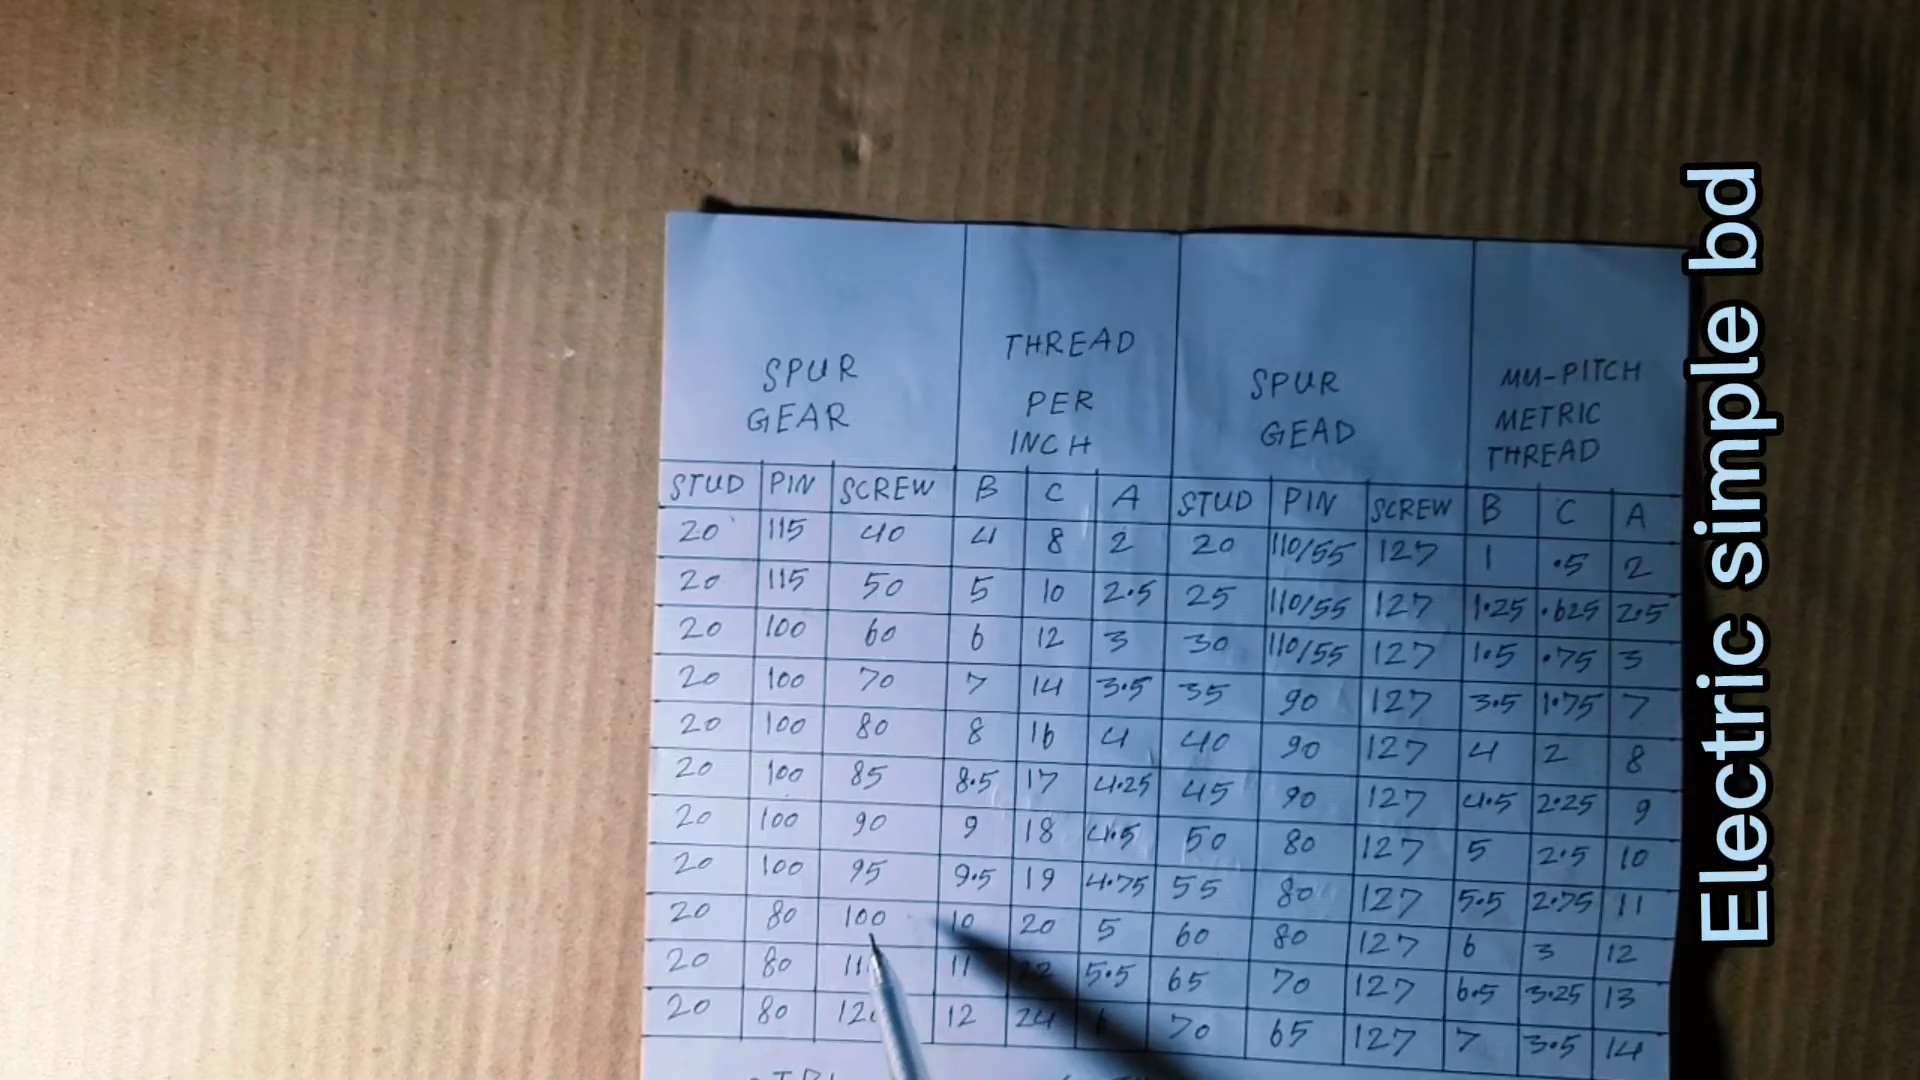 SPUR GEAR THREAD PER INCH SPUR GEAD MM-PITCH METRIC THREAD
STUD PIN SCREW B C A STUD PIN SCREW B C A
20 115 40 4 8 2 20 110/55 127 1 .5 2
20 115 50 5 10 2.5 25 110/55 127 1.25 .625 2.5
20 100 60 6 12 3 30 110/55 127 1.5 .75 3
20 100 70 7 14 3.5 35 90 127 3.5 1.75 7
20 100 80 8 16 4 40 90 127 4 2 8
20 100 85 8.5 17 4.25 45 90 127 4.5 2.25 9
20 100 90 9 18 4.5 50 80 127 5 2.5 10
20 100 95 9.5 19 4.75 55 80 127 5.5 2.75 11
20 80 100 10 20 5 60 80 127 6 3 12
20 80 11 22 5.5 65 70 127 6.5 3.25 13
20 80 12 24 70 65 127 7 3.5 14
Electric simple bd